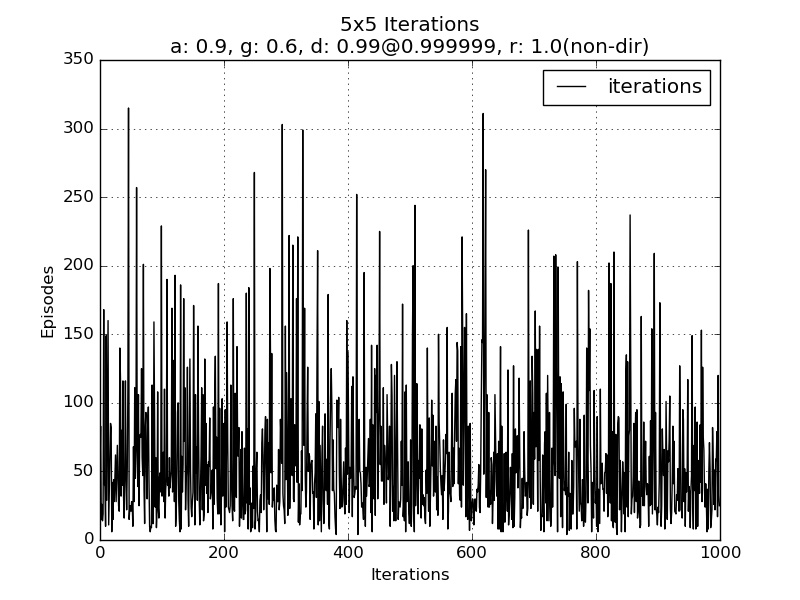 5x5 Iterations
a: 0.9, g: 0.6, d: 0.99@0.999999, r: 1.0(non-dir)
iterations
Episodes
350
300
250
200
150
100
50
0
0 200 400 600 800 1000
Iterations